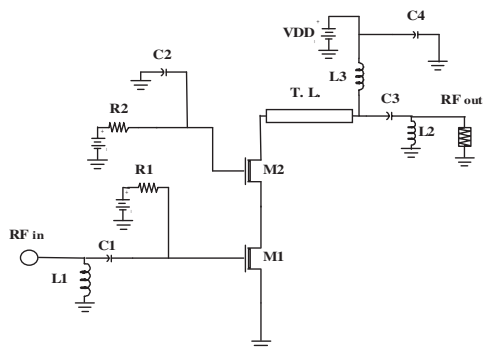 C4
VDD
C2
L3
T. L.
C3
RF out
R2
L2
R1
M2
RF in
C1
M1
L1